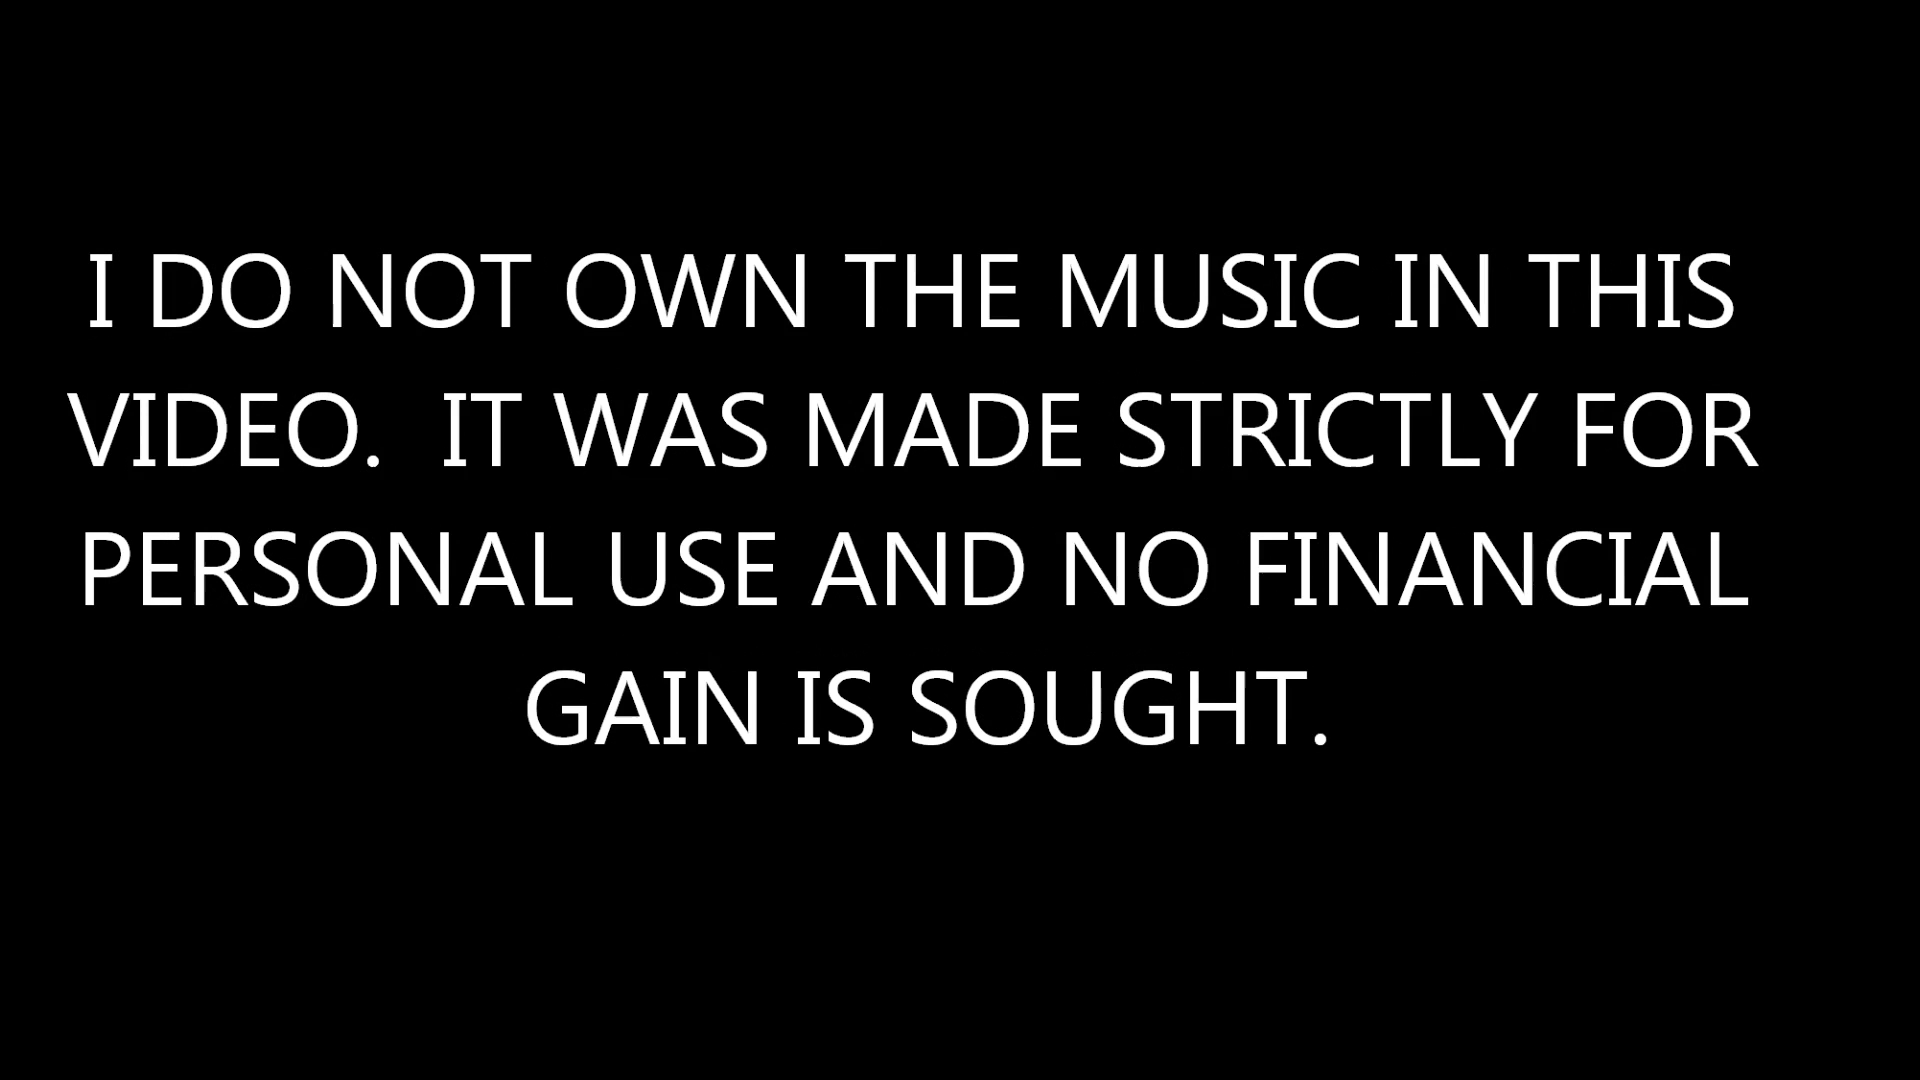 I DO NOT OWN THE MUSIC IN THIS
VIDEO.  IT WAS MADE STRICTLY FOR
PERSONAL USE AND NO FINANCIAL
GAIN IS SOUGHT.